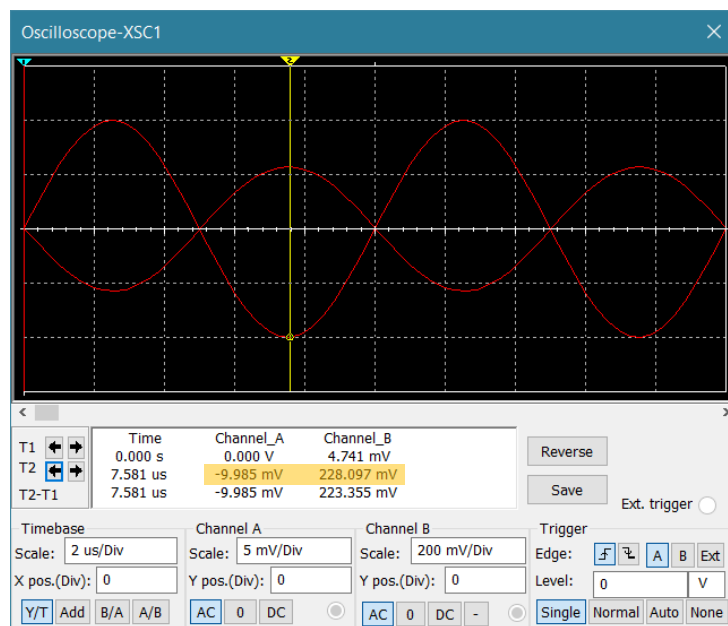 Oscilloscope-XSC1
2
T1
T2
T2-T1
Time Channel_A Channel_B
0.000 s 0.000 V 4.741 mV
7.581 us -9.985 mV 228.097 mV
7.581 us -9.985 mV 223.355 mV
Reverse
Save
Ext. trigger
Timebase
Scale: 2 us/Div
X pos.(Div): 0
Y/T Add B/A A/B
Channel A
Scale: 5 mV/Div
Y pos.(Div): 0
AC 0 DC
Channel B
Scale: 200 mV/Div
Y pos.(Div): 0
AC 0 DC -
Trigger
Edge: A B Ext
Level: 0 V
Single Normal Auto None